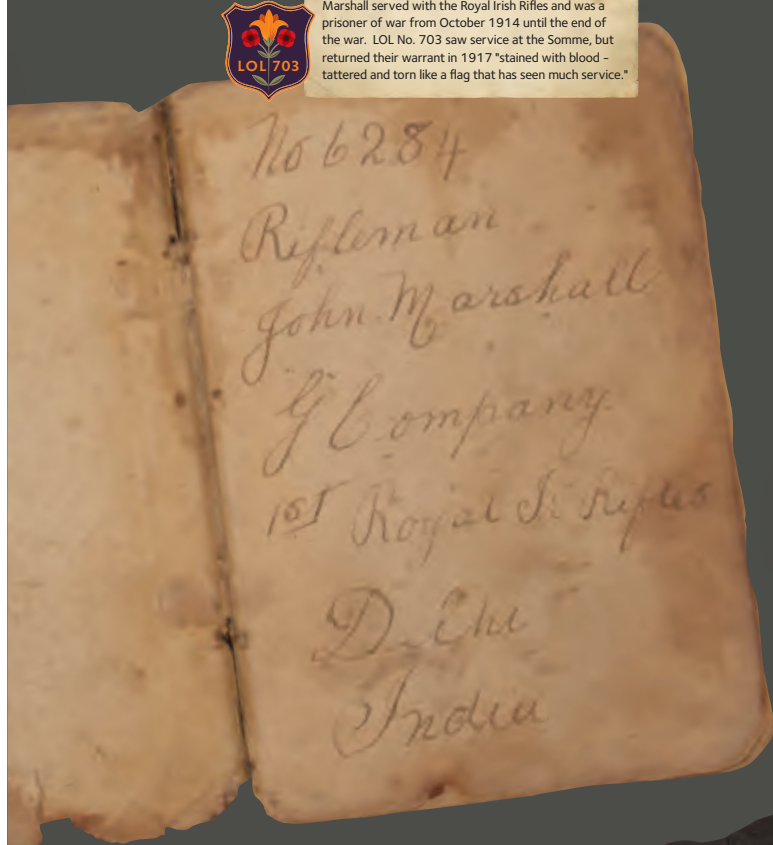 Marshall served with the Royal Irish Rifles and was a
prisoner of war from October 1914 until the end of
the war. LOL No. 703 saw service at the Somme, but
returned their warrant in 1917 "stained with blood –
tattered and torn like a flag that has seen much service."
LOL 703
No 6284
Rifleman
John Marshall
G Company
1ST Royal Ir Rifles
Delhi
India